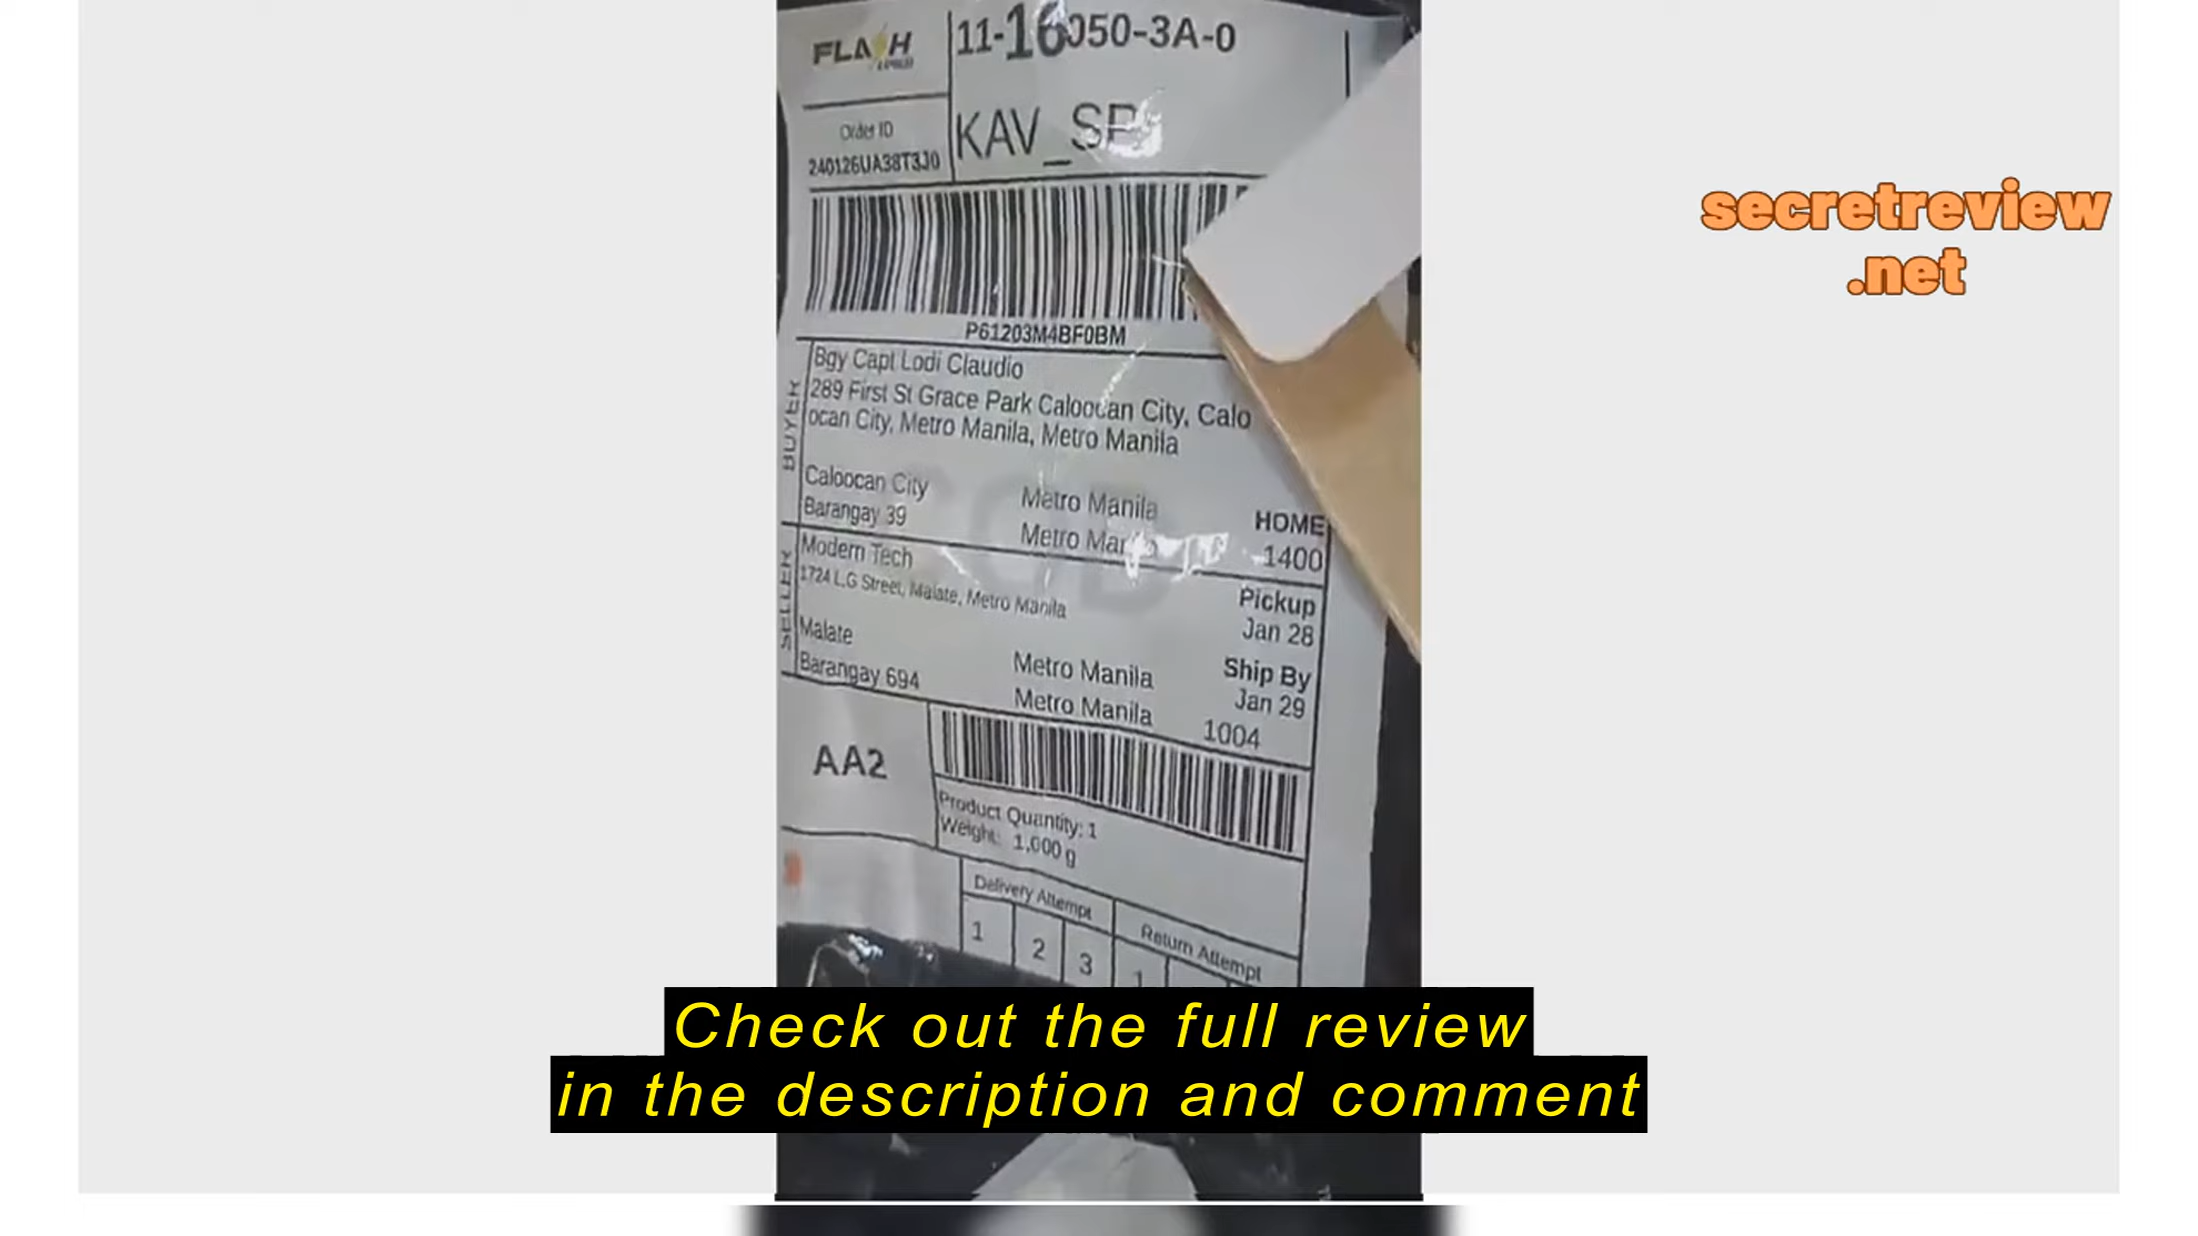 FLASH
11-16050-3A-0
Order ID
240126UA38T3J0
KAV_SP
P61203M4BF0BM
BUYER
Bgy Capt Lodi Claudio
289 First St Grace Park Caloocan City, Calo
ocan City, Metro Manila, Metro Manila
Caloocan City Metro Manila HOME
Barangay 39 Metro Manila 1400
SELLER
Modern Tech
1724 L.G Street, Malate, Metro Manila
Pickup
Jan 28
Malate Metro Manila Ship By
Jan 29
Barangay 694 Metro Manila 1004
COD
AA2
Product Quantity: 1
Weight: 1,000 g
Delivery Attempt Return Attempt
1 2 3 1
secretreview
.net
Check out the full review
in the description and comment